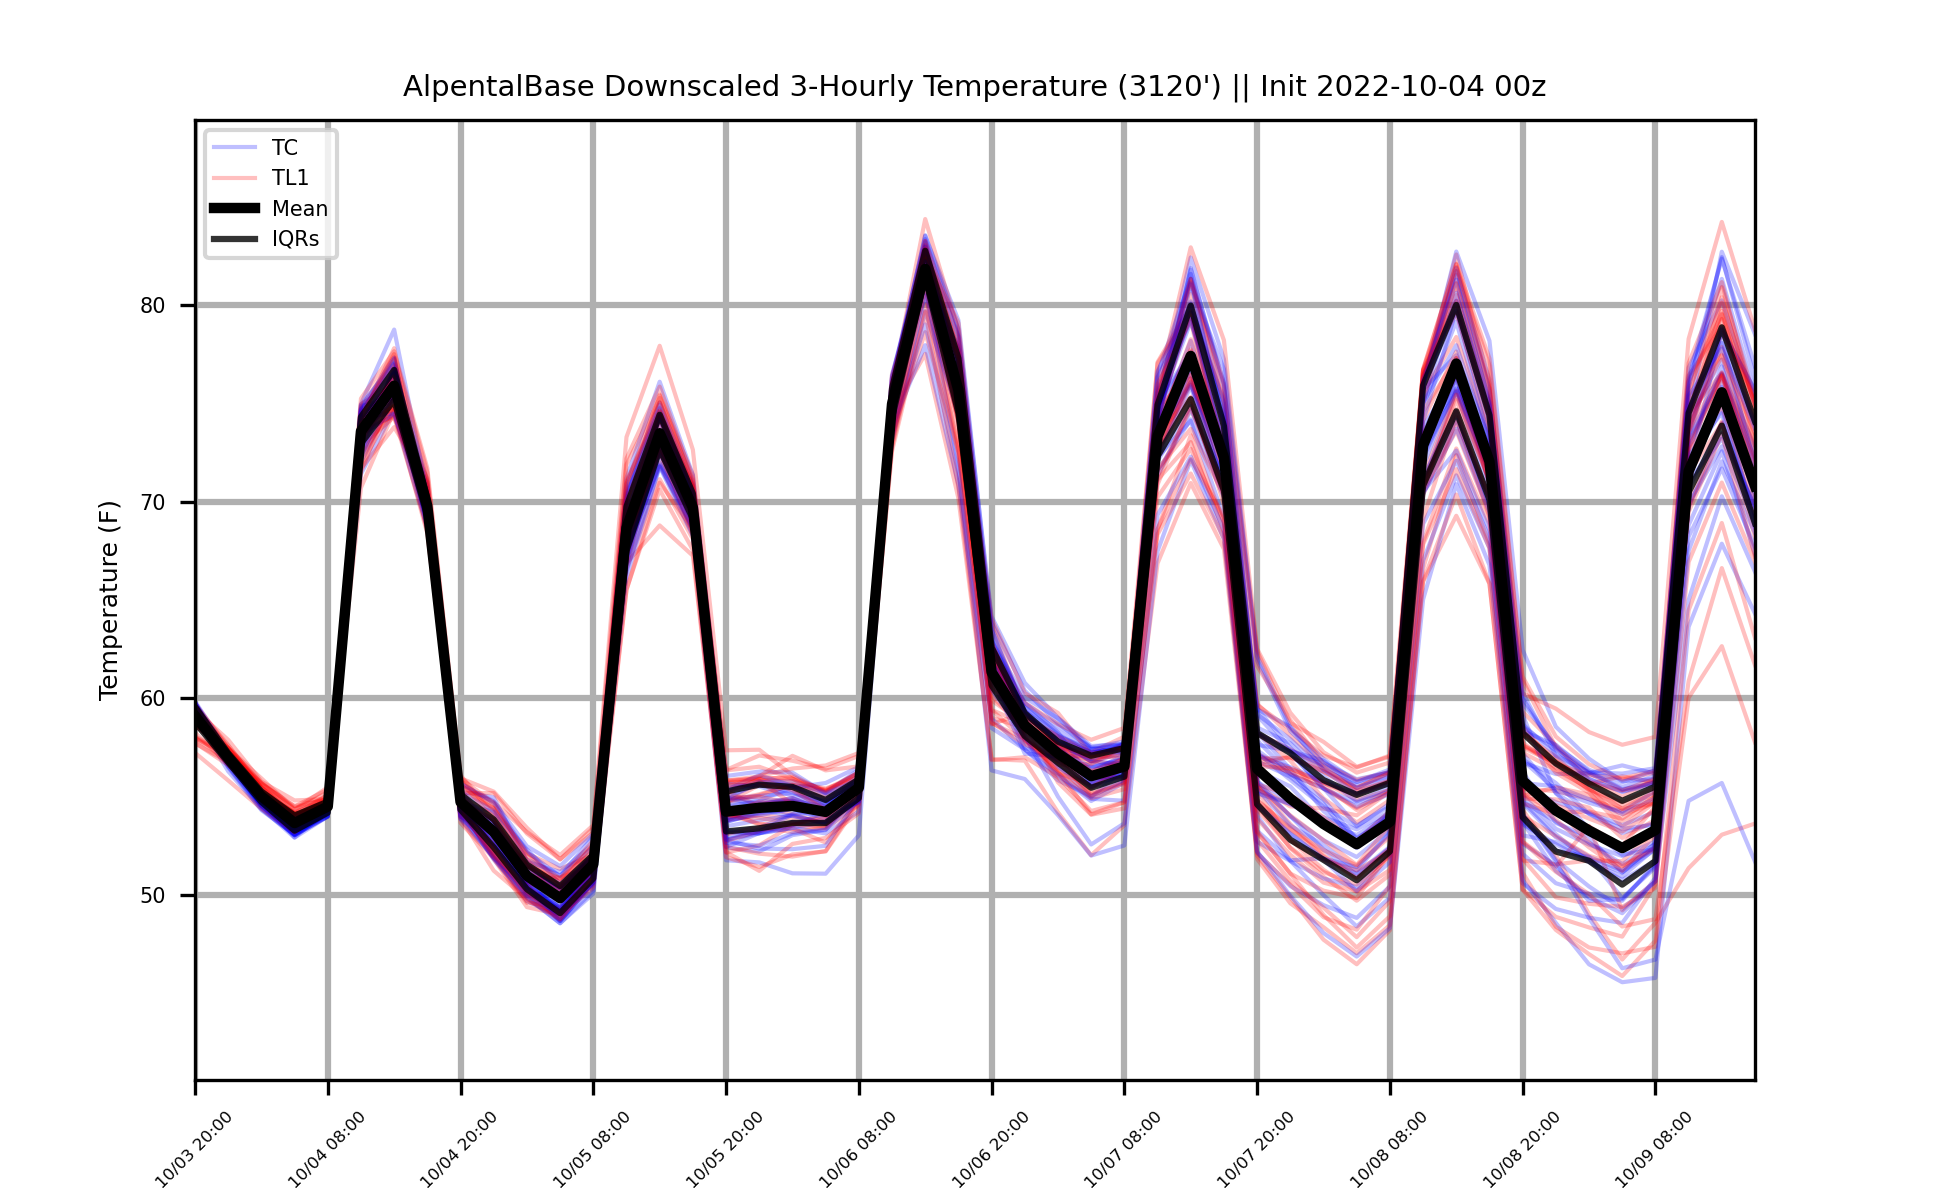 AlpentalBase Downscaled 3-Hourly Temperature (3120') || Init 2022-10-04 00z
TC
TL1
Mean
IQRs
Temperature (F)
80
70
60
50
10/03 20:00
10/04 08:00
10/04 20:00
10/05 08:00
10/05 20:00
10/06 08:00
10/06 20:00
10/07 08:00
10/07 20:00
10/08 08:00
10/08 20:00
10/09 08:00